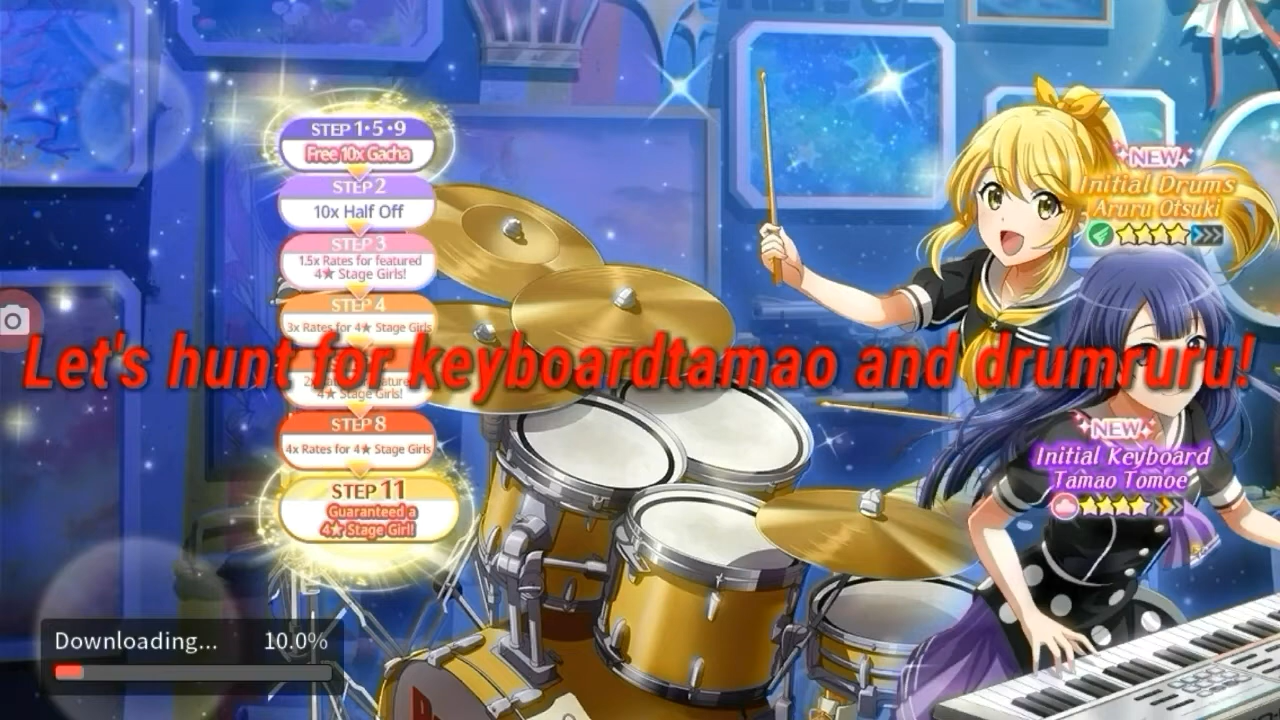 STEP 1・5・9
Free 10x Gacha
STEP 2
10x Half Off
STEP 3
1.5x Rates for featured
4★ Stage Girls!
STEP 4
3x Rates for 4★ Stage Girls
Let's hunt for keyboardtamao and drumruru!
4★ Stage Girls!
STEP 8
4x Rates for 4★ Stage Girls
STEP 11
Guaranteed a
4★ Stage Girl!
NEW
Initial Drums
Aruru Otsuki
NEW
Initial Keyboard
Tamao Tomoe
Downloading... 10.0%